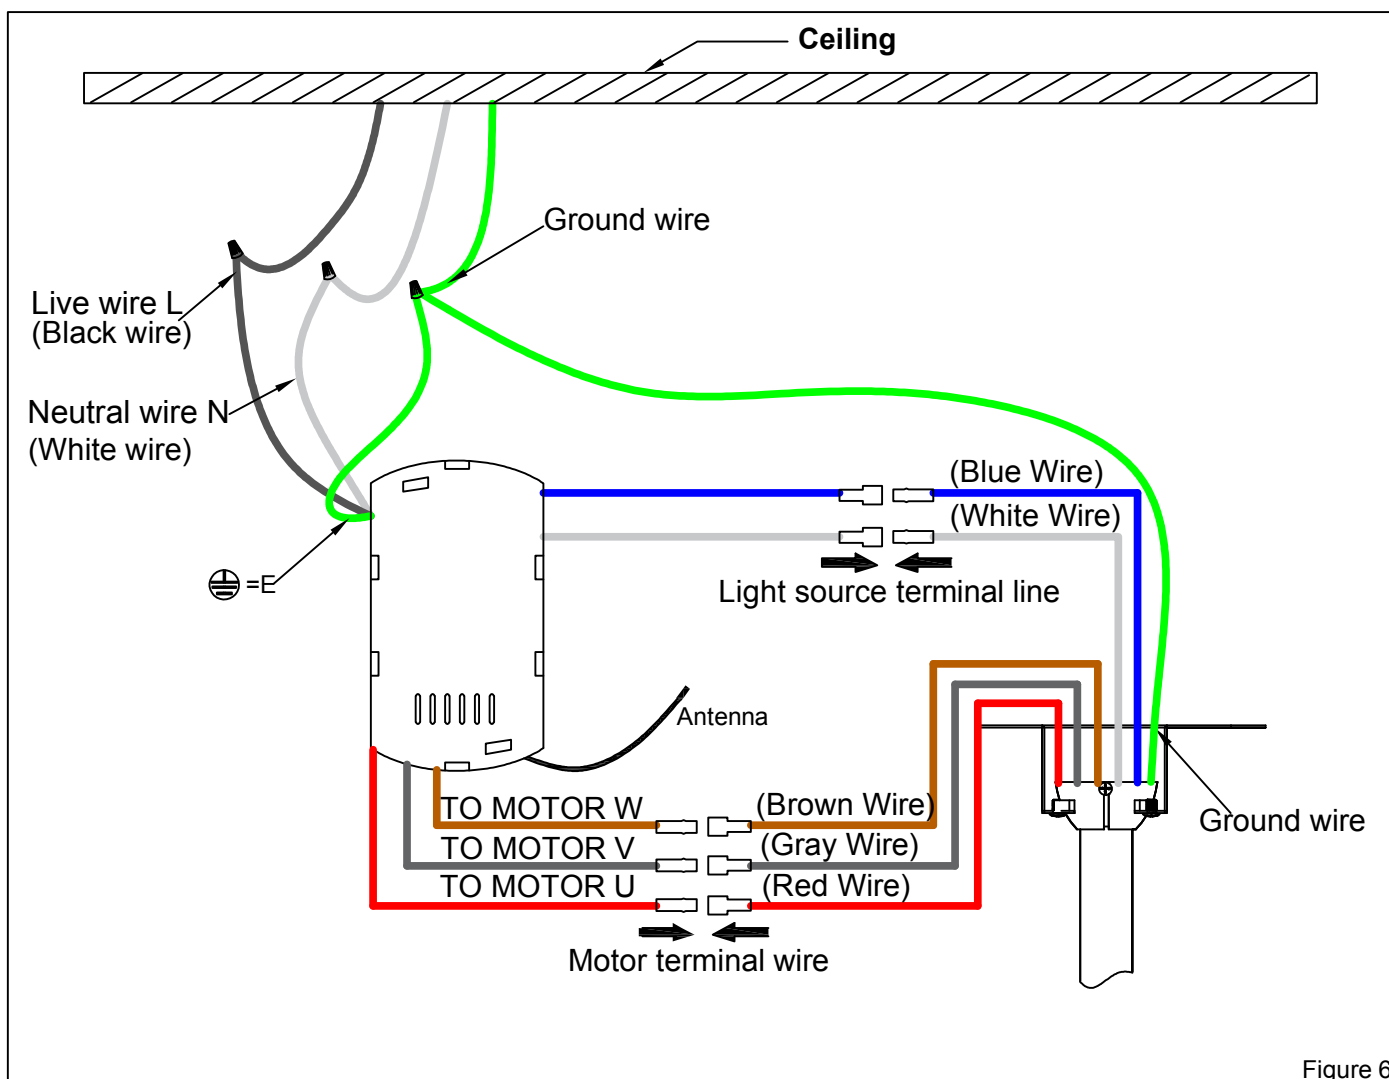 Ceiling
Ground wire
Live wire L
(Black wire)
Neutral wire N
(White wire)
(Blue Wire)
(White Wire)
=E
Light source terminal line
Antenna
TO MOTOR W
(Brown Wire)
Ground wire
TO MOTOR V
(Gray Wire)
TO MOTOR U
(Red Wire)
Motor terminal wire
Figure 6